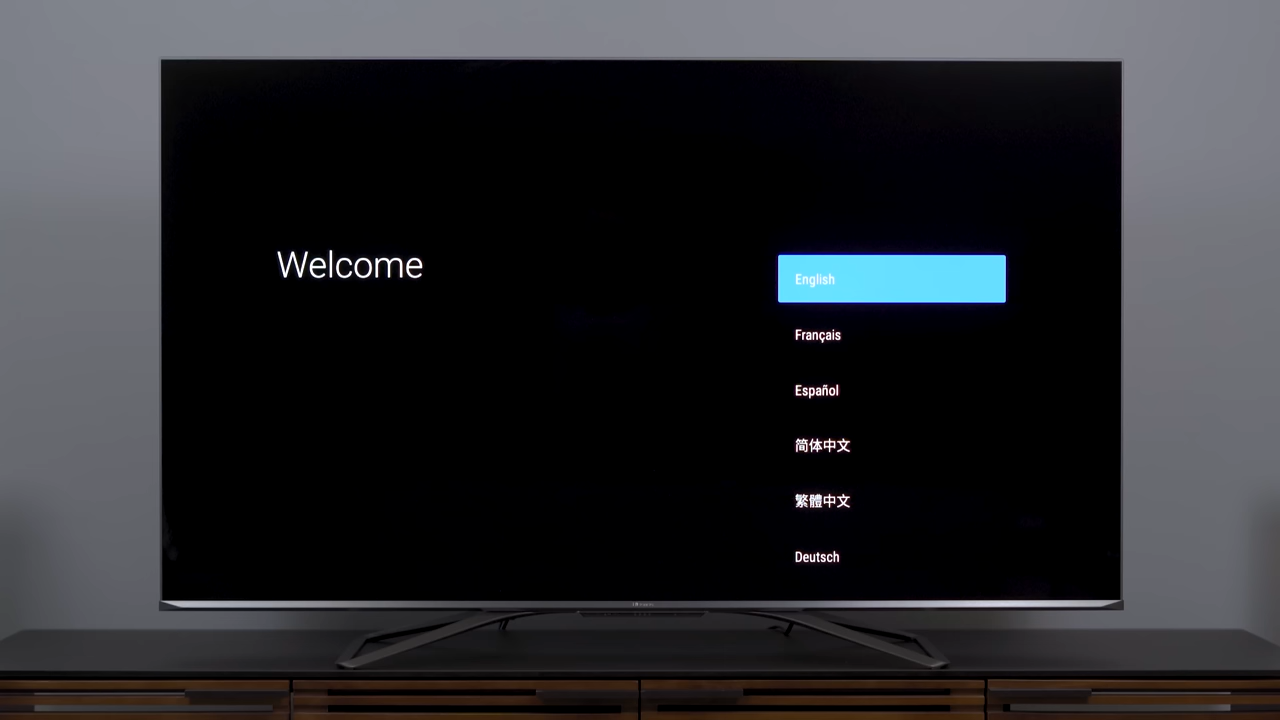 Welcome
English
Français
Español
简体中文
繁體中文
Deutsch